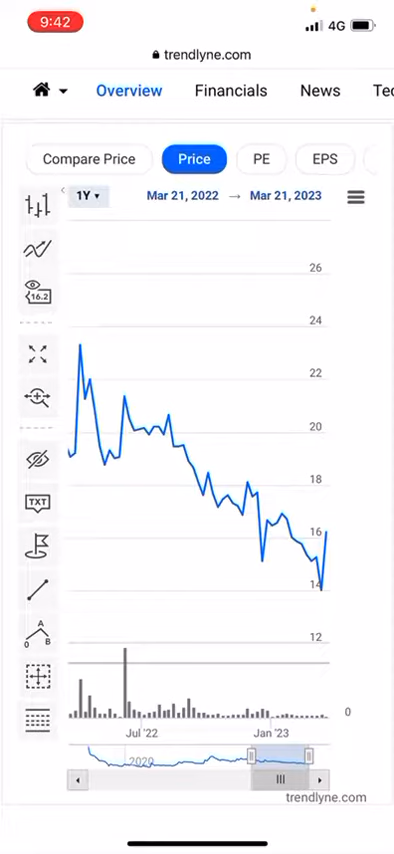 9:42
4G
trendlyne.com
Overview Financials News Tec
Compare Price Price PE EPS
1Y Mar 21, 2022 → Mar 21, 2023
26
24
22
20
18
16
14
12
16.2
TXT
A
0 B
0
Jul '22 Jan '23
2020
trendlyne.com